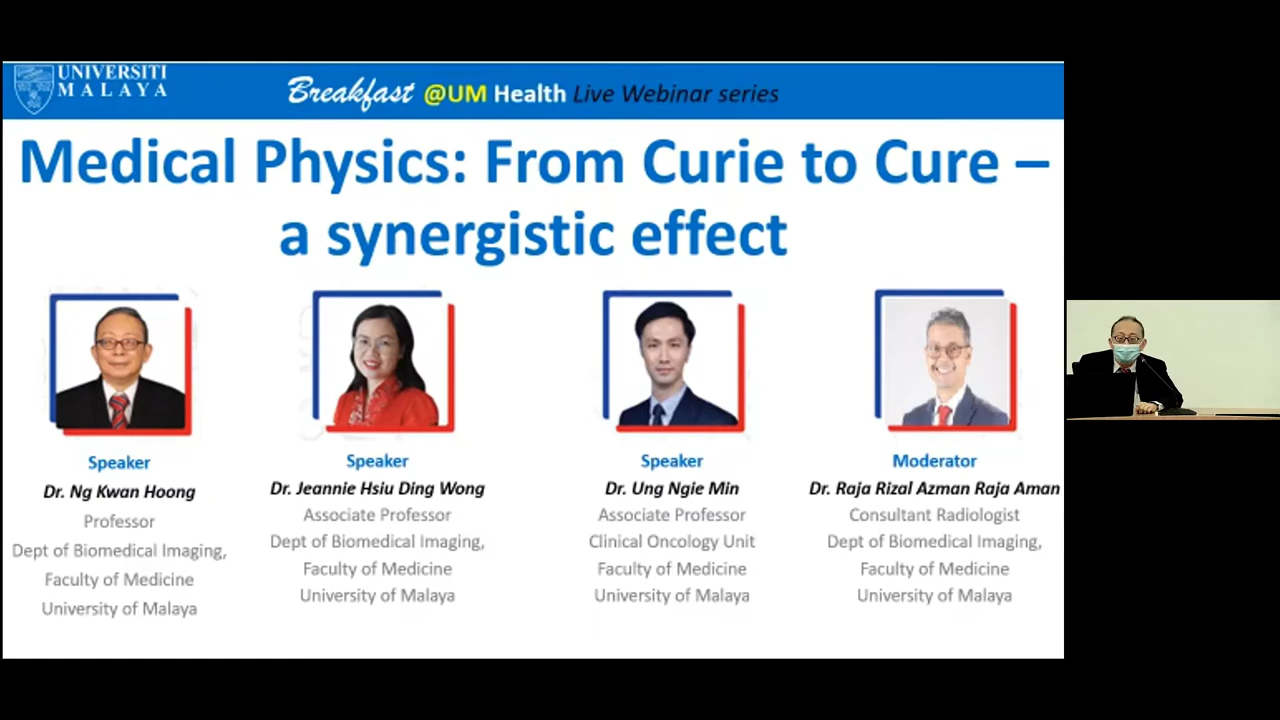 UNIVERSITI
MALAYA
Breakfast @UM Health Live Webinar series
Medical Physics: From Curie to Cure –
a synergistic effect
Speaker
Dr. Ng Kwan Hoong
Professor
Dept of Biomedical Imaging,
Faculty of Medicine
University of Malaya
Speaker
Dr. Jeannie Hsiu Ding Wong
Associate Professor
Dept of Biomedical Imaging,
Faculty of Medicine
University of Malaya
Speaker
Dr. Ung Ngie Min
Associate Professor
Clinical Oncology Unit
Faculty of Medicine
University of Malaya
Moderator
Dr. Raja Rizal Azman Raja Aman
Consultant Radiologist
Dept of Biomedical Imaging,
Faculty of Medicine
University of Malaya